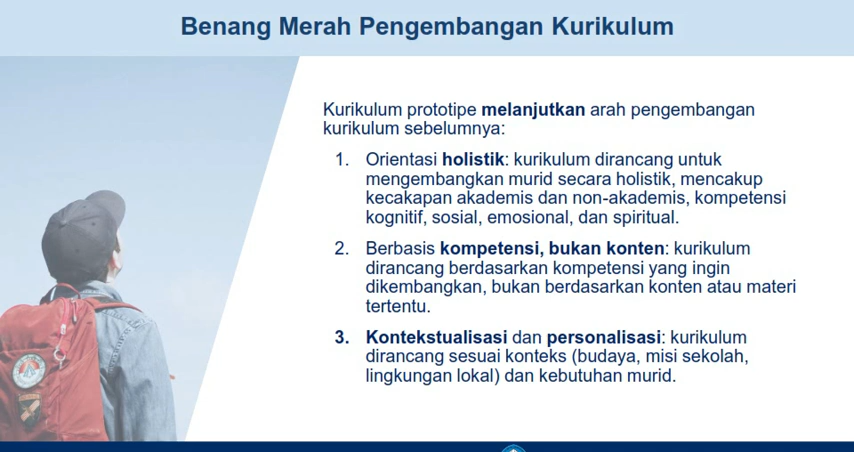 Benang Merah Pengembangan Kurikulum
Kurikulum prototipe melanjutkan arah pengembangan
kurikulum sebelumnya:
1. Orientasi holistik: kurikulum dirancang untuk
mengembangkan murid secara holistik, mencakup
kecakapan akademis dan non-akademis, kompetensi
kognitif, sosial, emosional, dan spiritual.
2. Berbasis kompetensi, bukan konten: kurikulum
dirancang berdasarkan kompetensi yang ingin
dikembangkan, bukan berdasarkan konten atau materi
tertentu.
3. Kontekstualisasi dan personalisasi: kurikulum
dirancang sesuai konteks (budaya, misi sekolah,
lingkungan lokal) dan kebutuhan murid.